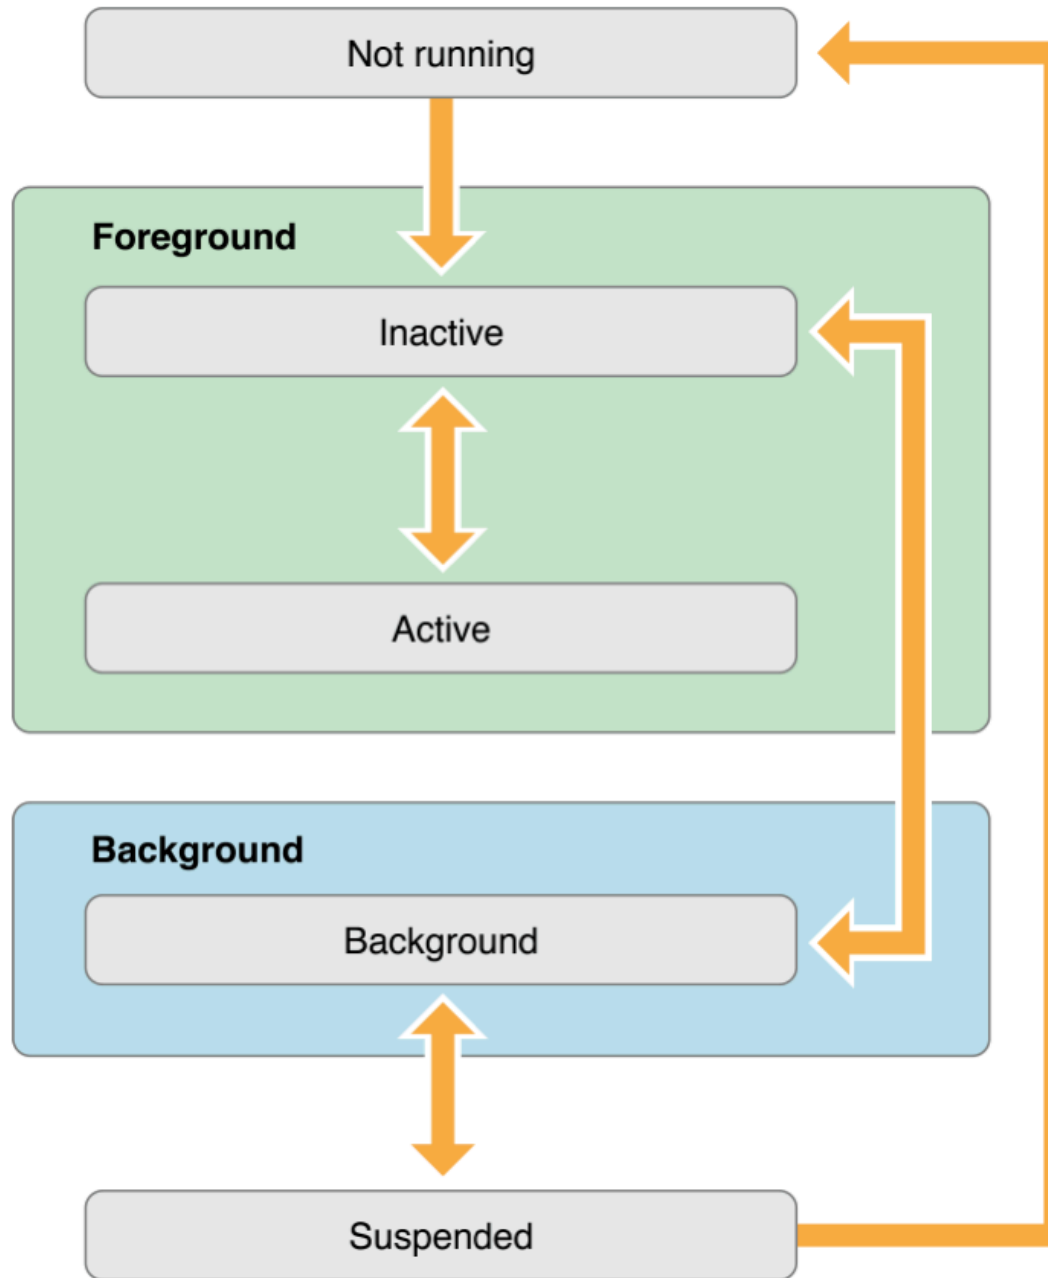 Not running
Foreground
Inactive
Active
Background
Background
Suspended